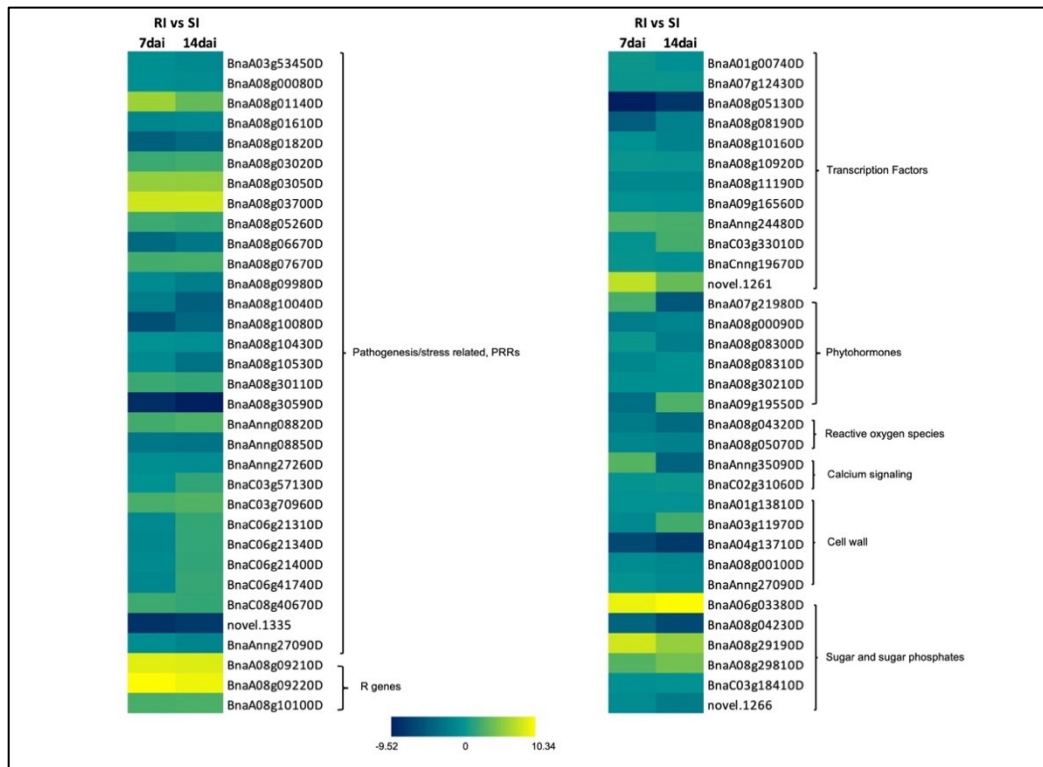 RI vs SI
7dai 14dai
BnaA03g53450D
BnaA08g00080D
BnaA08g01140D
BnaA08g01610D
BnaA08g01820D
BnaA08g03020D
BnaA08g03050D
BnaA08g03700D
BnaA08g05260D
BnaA08g06670D
BnaA08g07670D
BnaA08g09980D
BnaA08g10040D
BnaA08g10080D
BnaA08g10430D
BnaA08g10530D
BnaA08g30110D
BnaA08g30590D
BnaAnng08820D
BnaAnng08850D
BnaAnng27260D
BnaC03g57130D
BnaC03g70960D
BnaC06g21310D
BnaC06g21340D
BnaC06g21400D
BnaC06g41740D
BnaC08g40670D
novel.1335
BnaAnng27090D
BnaA08g09210D
BnaA08g09220D
BnaA08g10100D
Pathogenesis/stress related, PRRs
R genes
RI vs SI
7dai 14dai
BnaA01g00740D
BnaA07g12430D
BnaA08g05130D
BnaA08g08190D
BnaA08g10160D
BnaA08g10920D
BnaA08g11190D
BnaA09g16560D
BnaAnng24480D
BnaC03g33010D
BnaCnng19670D
novel.1261
BnaA07g21980D
BnaA08g00090D
BnaA08g08300D
BnaA08g08310D
BnaA08g30210D
BnaA09g19550D
BnaA08g04320D
BnaA08g05070D
BnaAnng35090D
BnaC02g31060D
BnaA01g13810D
BnaA03g11970D
BnaA04g13710D
BnaA08g00100D
BnaAnng27090D
BnaA06g03380D
BnaA08g04230D
BnaA08g29190D
BnaA08g29810D
BnaC03g18410D
novel.1266
Transcription Factors
Phytohormones
Reactive oxygen species
Calcium signaling
Cell wall
Sugar and sugar phosphates
-9.52 0 10.34